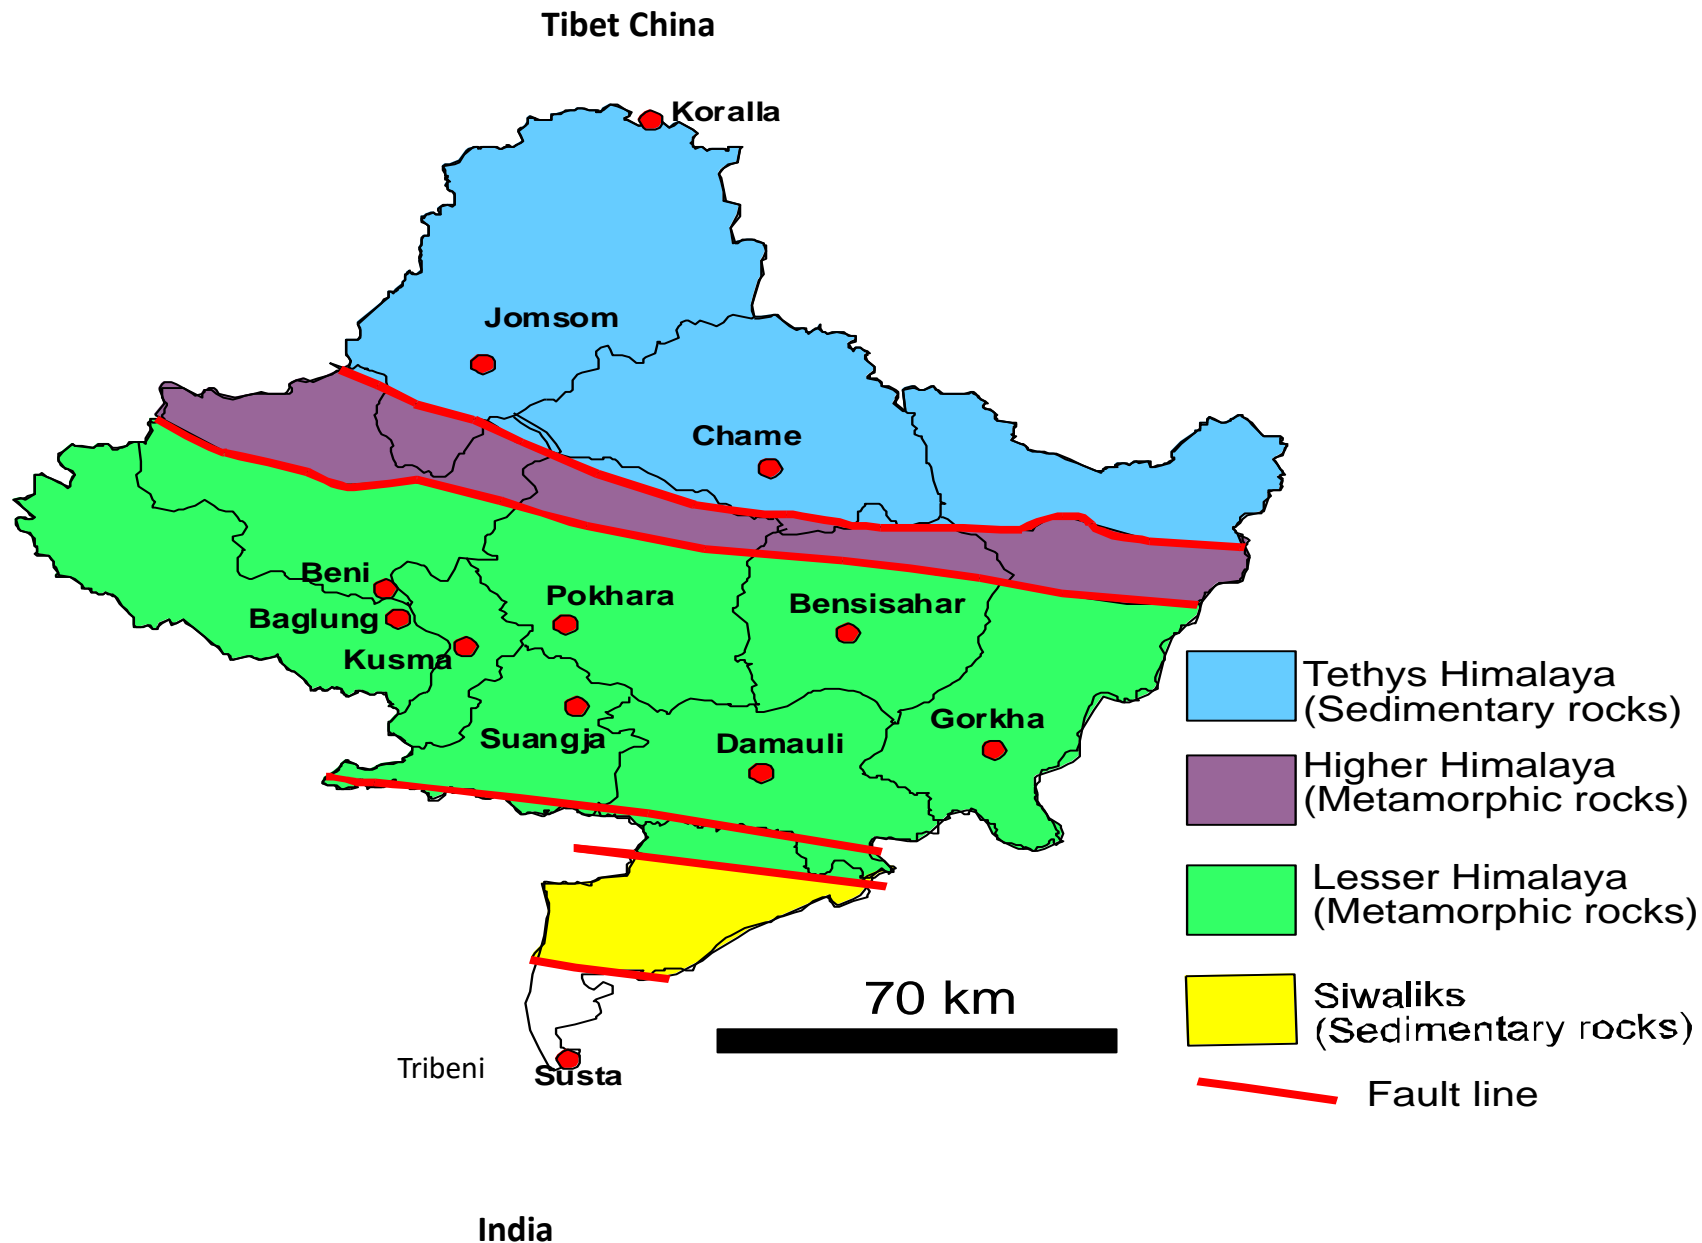 Tibet China
Koralla
Jomsom
Chame
Beni
Baglung
Kusma
Pokhara
Bensisahar
Suangja
Damauli
Gorkha
Tethys Himalaya
(Sedimentary rocks)
Higher Himalaya
(Metamorphic rocks)
Lesser Himalaya
(Metamorphic rocks)
Siwaliks
(Sedimentary rocks)
Fault line
70 km
Tribeni
Susta
India